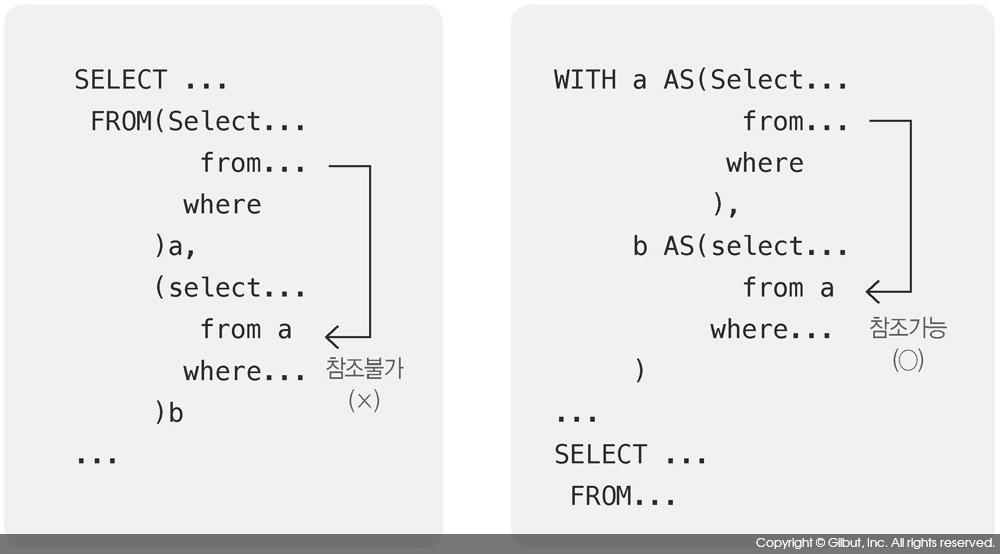 SELECT ...
FROM(Select...
from...
where
)a,
(select...
from a
where...
)b
...
참조불가
(×)
WITH a AS(Select...
from...
where
),
b AS(select...
from a
where...
)
...
SELECT ...
FROM...
참조가능
(○)
Copyright © Gilbut, Inc. All rights reserved.